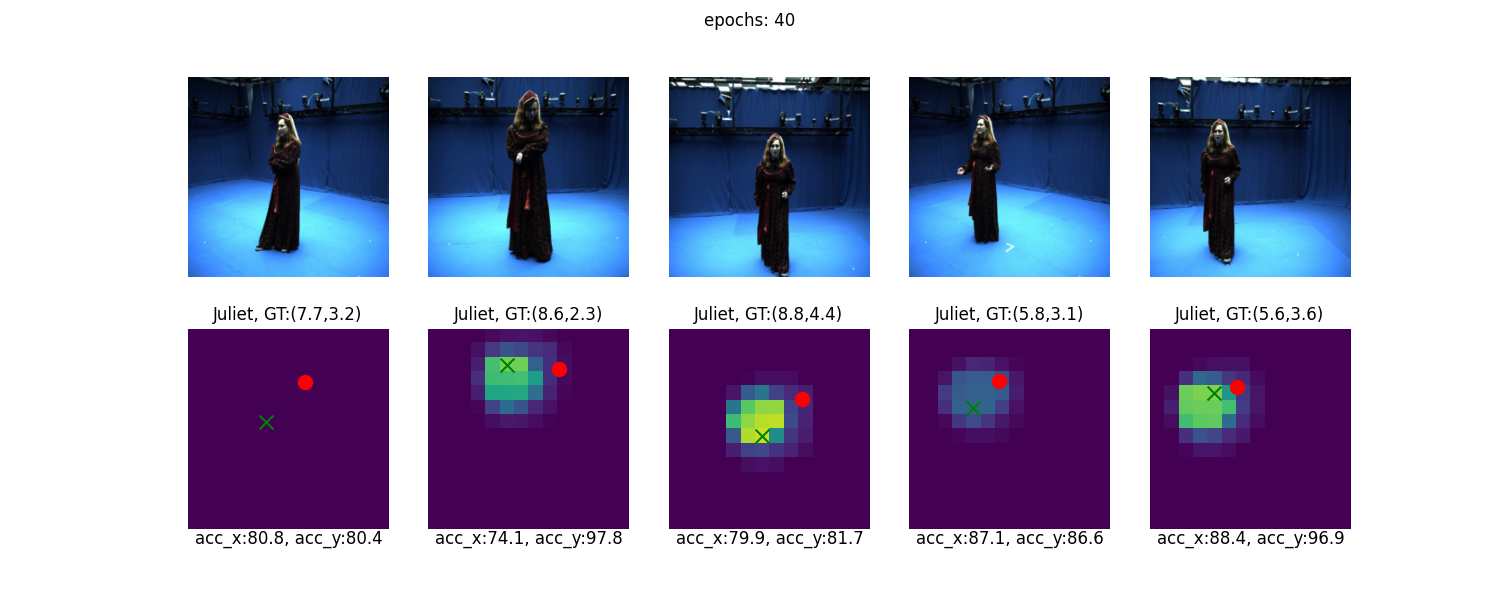 epochs: 40
Juliet, GT:(7.7,3.2)
Juliet, GT:(8.6,2.3)
Juliet, GT:(8.8,4.4)
Juliet, GT:(5.8,3.1)
Juliet, GT:(5.6,3.6)
acc_x:80.8, acc_y:80.4
acc_x:74.1, acc_y:97.8
acc_x:79.9, acc_y:81.7
acc_x:87.1, acc_y:86.6
acc_x:88.4, acc_y:96.9